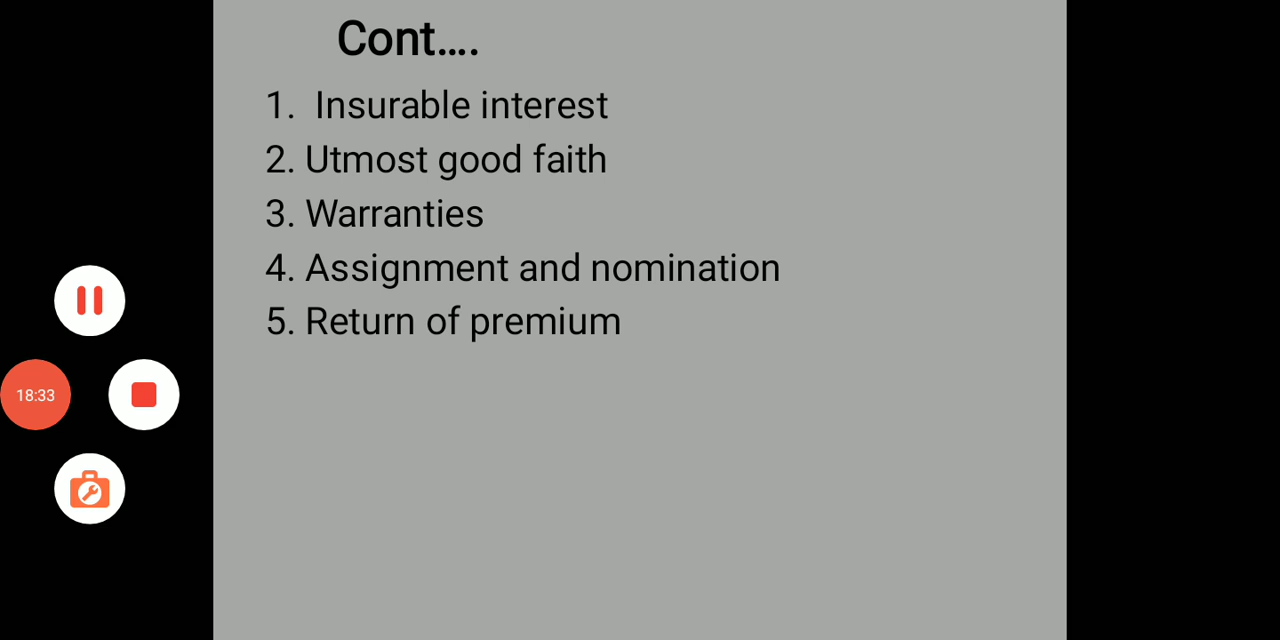 Cont....
1. Insurable interest
2. Utmost good faith
3. Warranties
4. Assignment and nomination
5. Return of premium
18:33